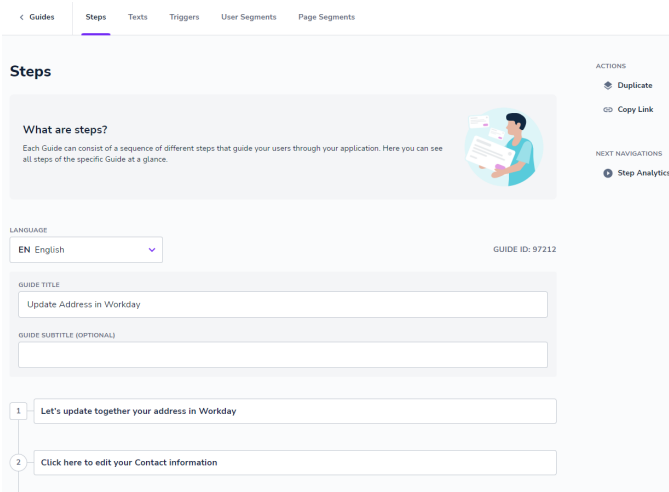 Guides
Steps
Texts
Triggers
User Segments
Page Segments
Steps
ACTIONS
Duplicate
Copy Link
NEXT NAVIGATIONS
Step Analytics
What are steps?
Each Guide can consist of a sequence of different steps that guide your users through your application. Here you can see
all steps of the specific Guide at a glance.
LANGUAGE
EN English
GUIDE ID: 97212
GUIDE TITLE
Update Address in Workday
GUIDE SUBTITLE (OPTIONAL)
1 Let's update together your address in Workday
2 Click here to edit your Contact information